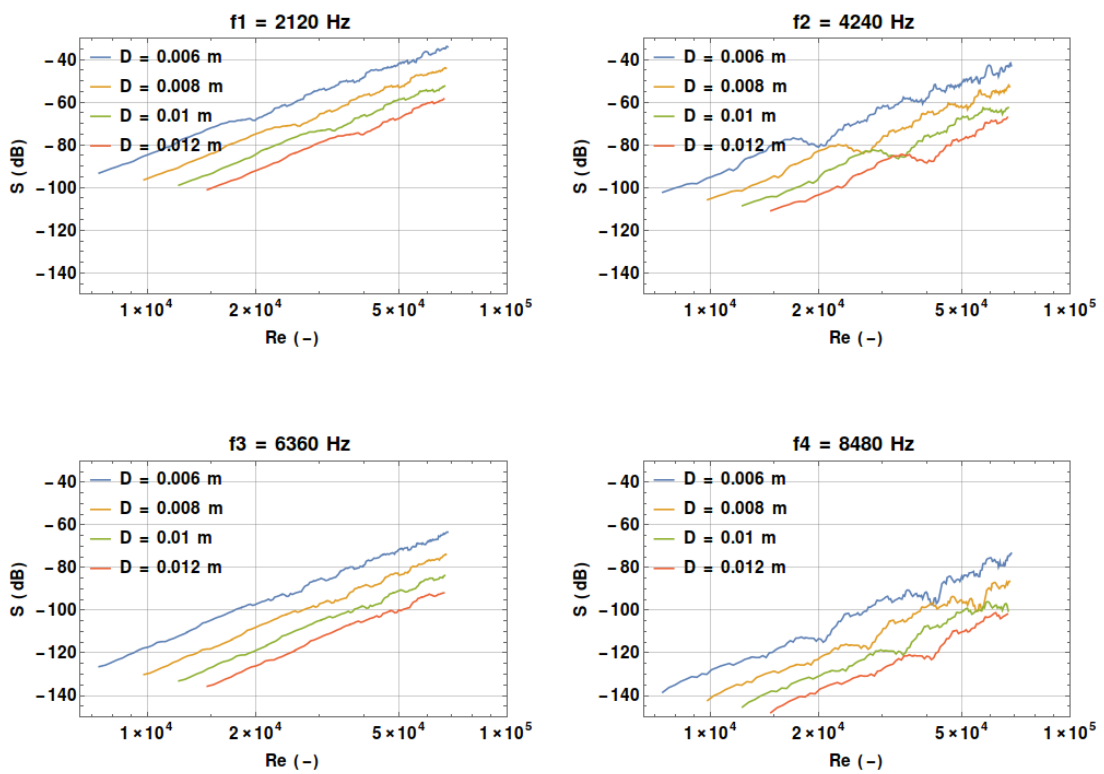 f1 = 2120 Hz
−40
−60
−80
−100
−120
−140
S (dB)
D = 0.006 m
D = 0.008 m
D = 0.01 m
D = 0.012 m
1×10⁴
2×10⁴
5×10⁴
1×10⁵
Re (−)
f2 = 4240 Hz
−40
−60
−80
−100
−120
−140
S (dB)
D = 0.006 m
D = 0.008 m
D = 0.01 m
D = 0.012 m
1×10⁴
2×10⁴
5×10⁴
1×10⁵
Re (−)
f3 = 6360 Hz
−40
−60
−80
−100
−120
−140
S (dB)
D = 0.006 m
D = 0.008 m
D = 0.01 m
D = 0.012 m
1×10⁴
2×10⁴
5×10⁴
1×10⁵
Re (−)
f4 = 8480 Hz
−40
−60
−80
−100
−120
−140
S (dB)
D = 0.006 m
D = 0.008 m
D = 0.01 m
D = 0.012 m
1×10⁴
2×10⁴
5×10⁴
1×10⁵
Re (−)